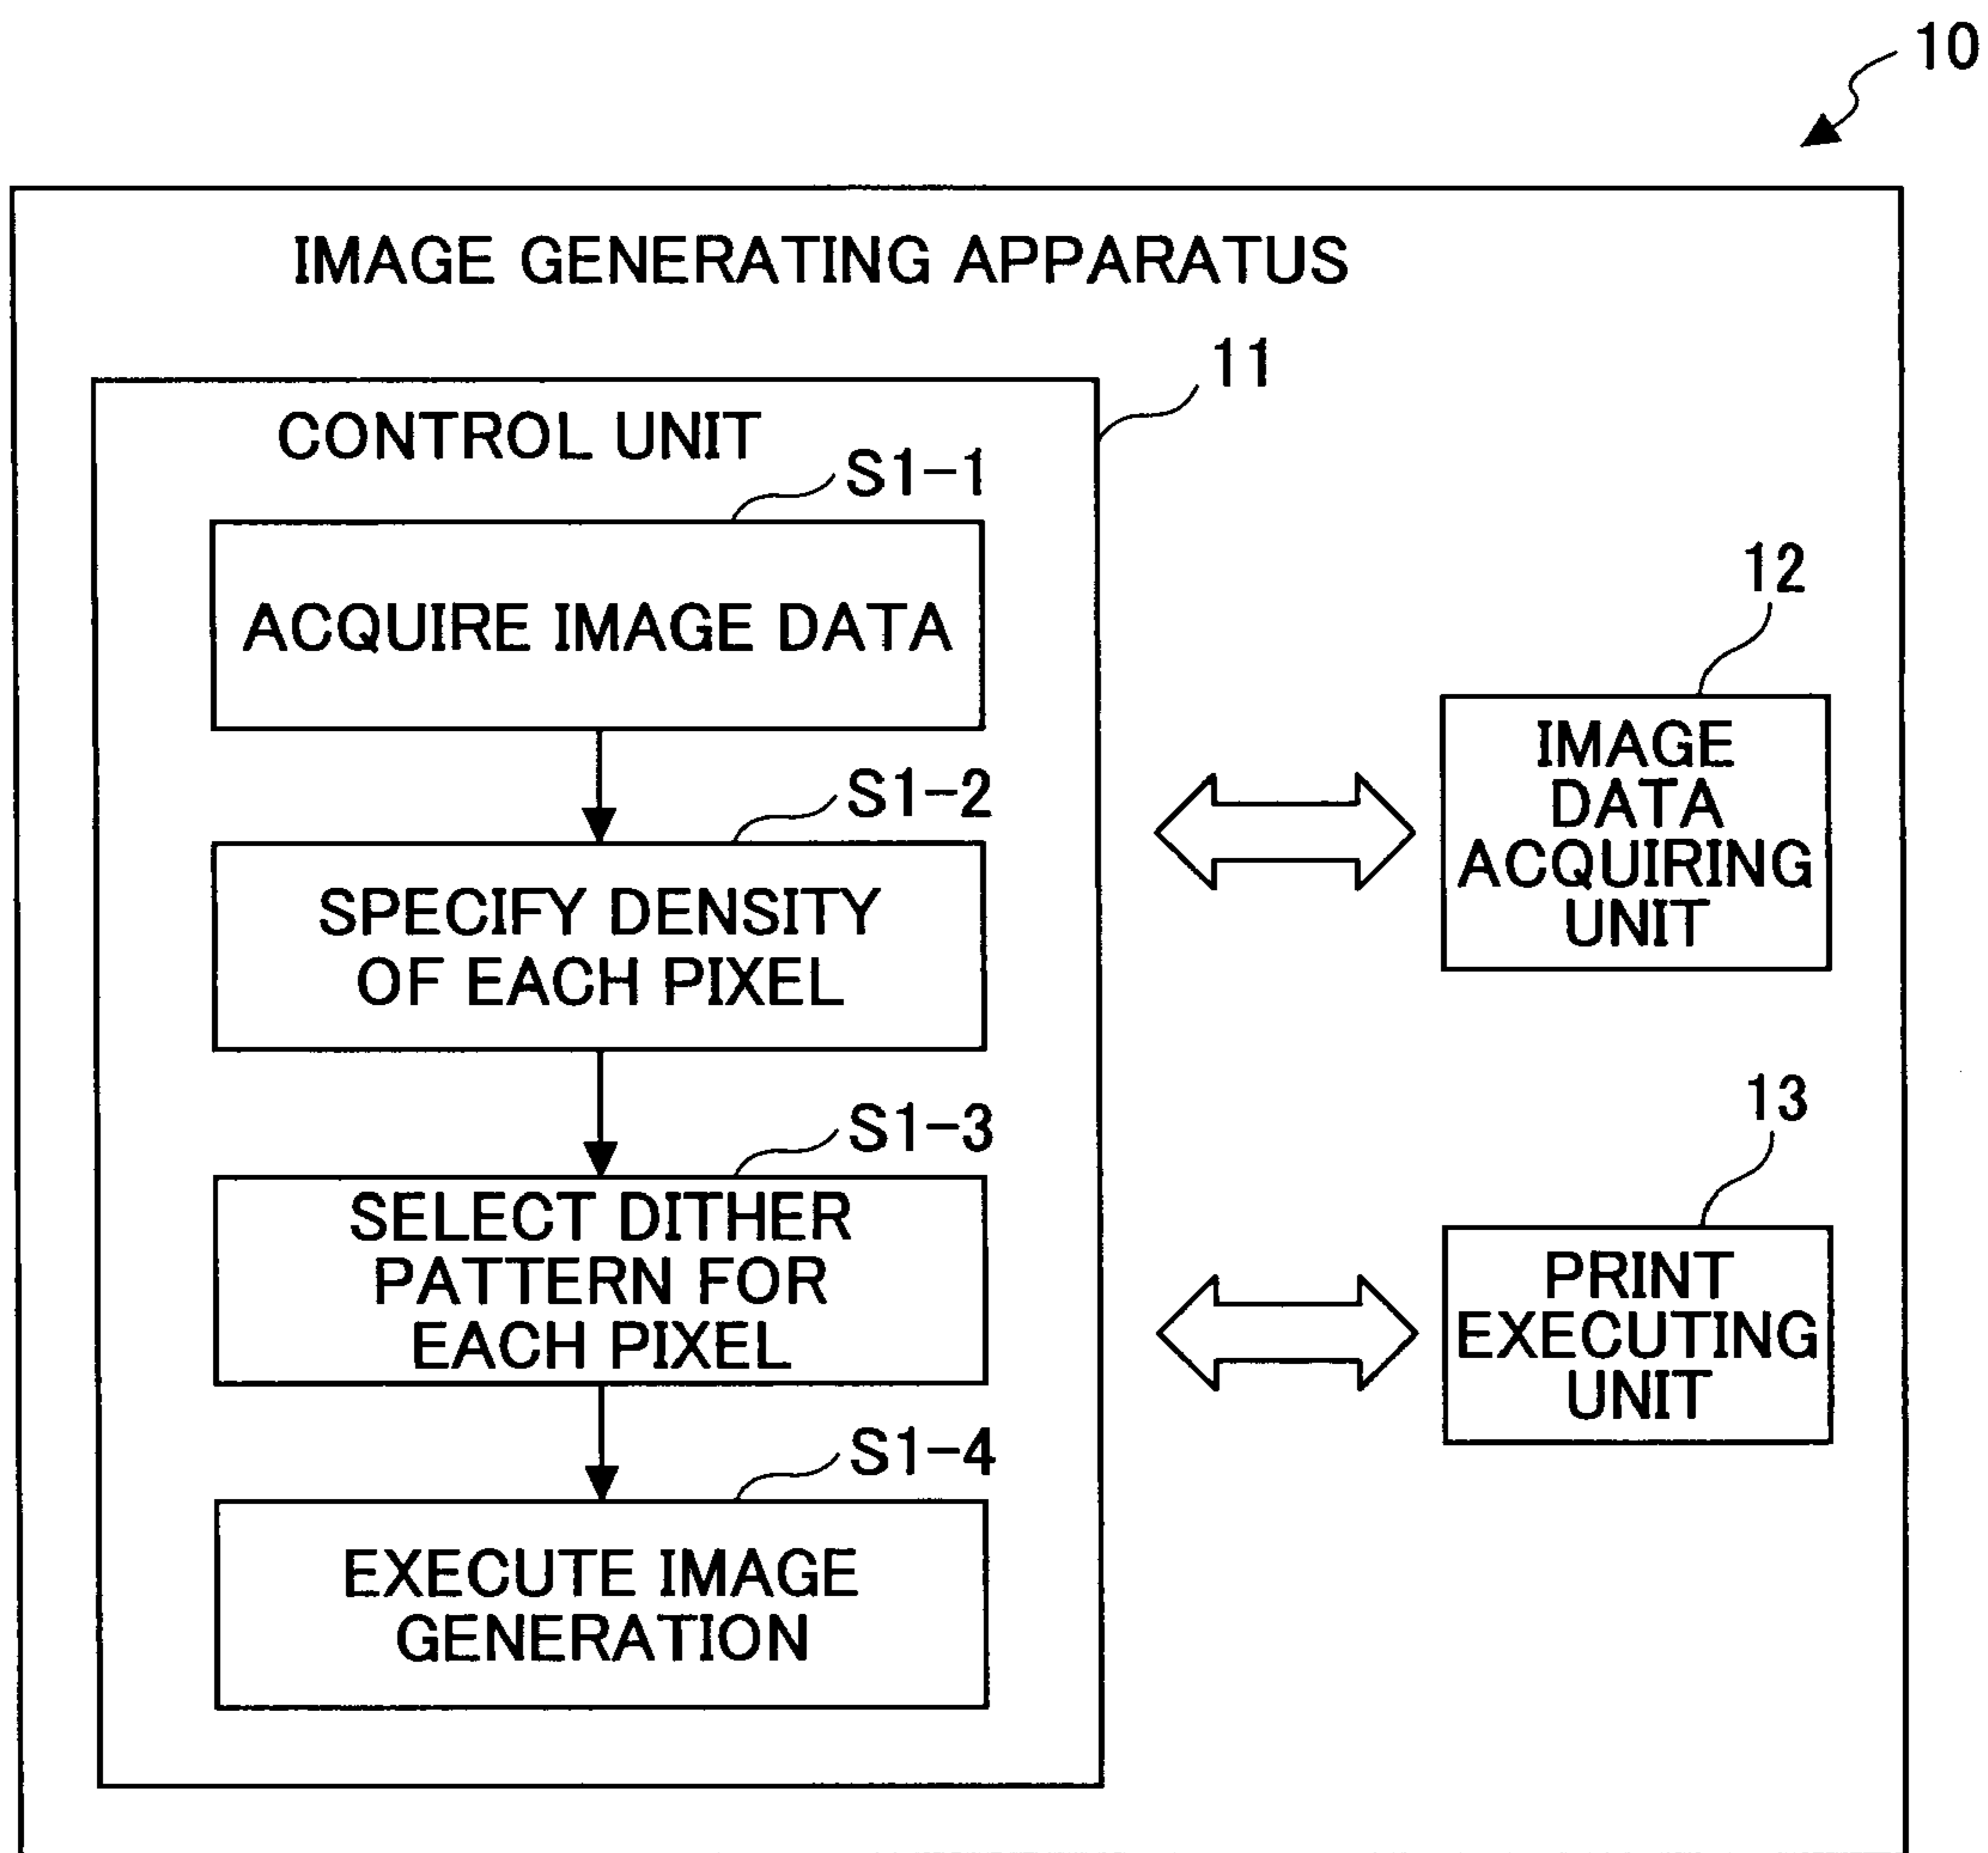 10
IMAGE GENERATING APPARATUS
11
CONTROL UNIT
S1-1
ACQUIRE IMAGE DATA
S1-2
SPECIFY DENSITY
OF EACH PIXEL
S1-3
SELECT DITHER
PATTERN FOR
EACH PIXEL
S1-4
EXECUTE IMAGE
GENERATION
12
IMAGE
DATA
ACQUIRING
UNIT
13
PRINT
EXECUTING
UNIT